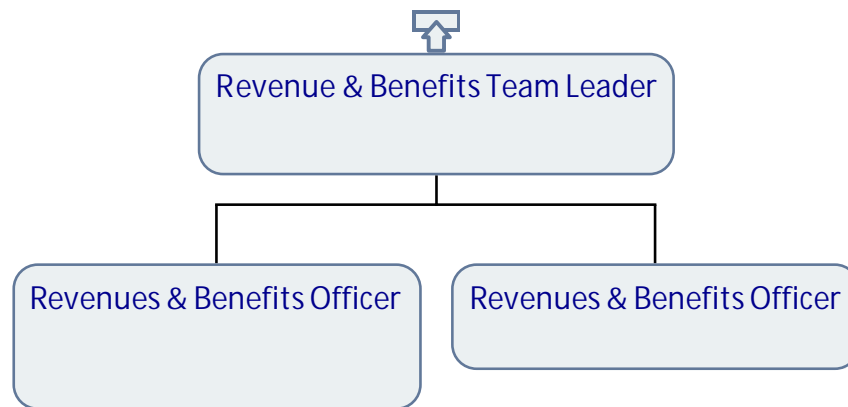 Revenue & Benefits Team Leader
Revenues & Benefits Officer
Revenues & Benefits Officer